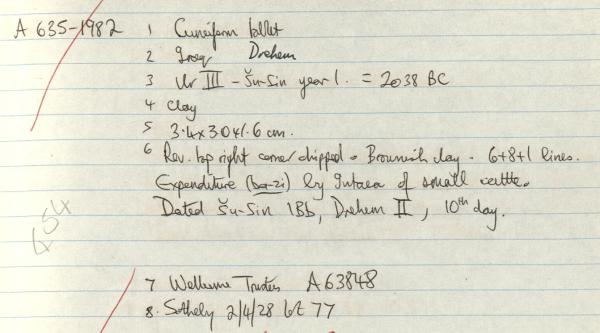 A 635-1982 1 Cuneiform tablet
2 Iraq Drehem
3 Ur III - Šu-Sin year 1. = 2038 BC
4 Clay
5 3.4x3.0x1.6 cm.
6 Rev. top right corner chipped. Brownish clay. 6+8+1 lines.
Expenditure (ba-zi) by Intaea of small cattle.
Dated Šu-Sin 1Bb, Drehem II, 10th day.
454
7 Wellcome Trustees A63848
8. Sotheby 2/4/28 lot 77